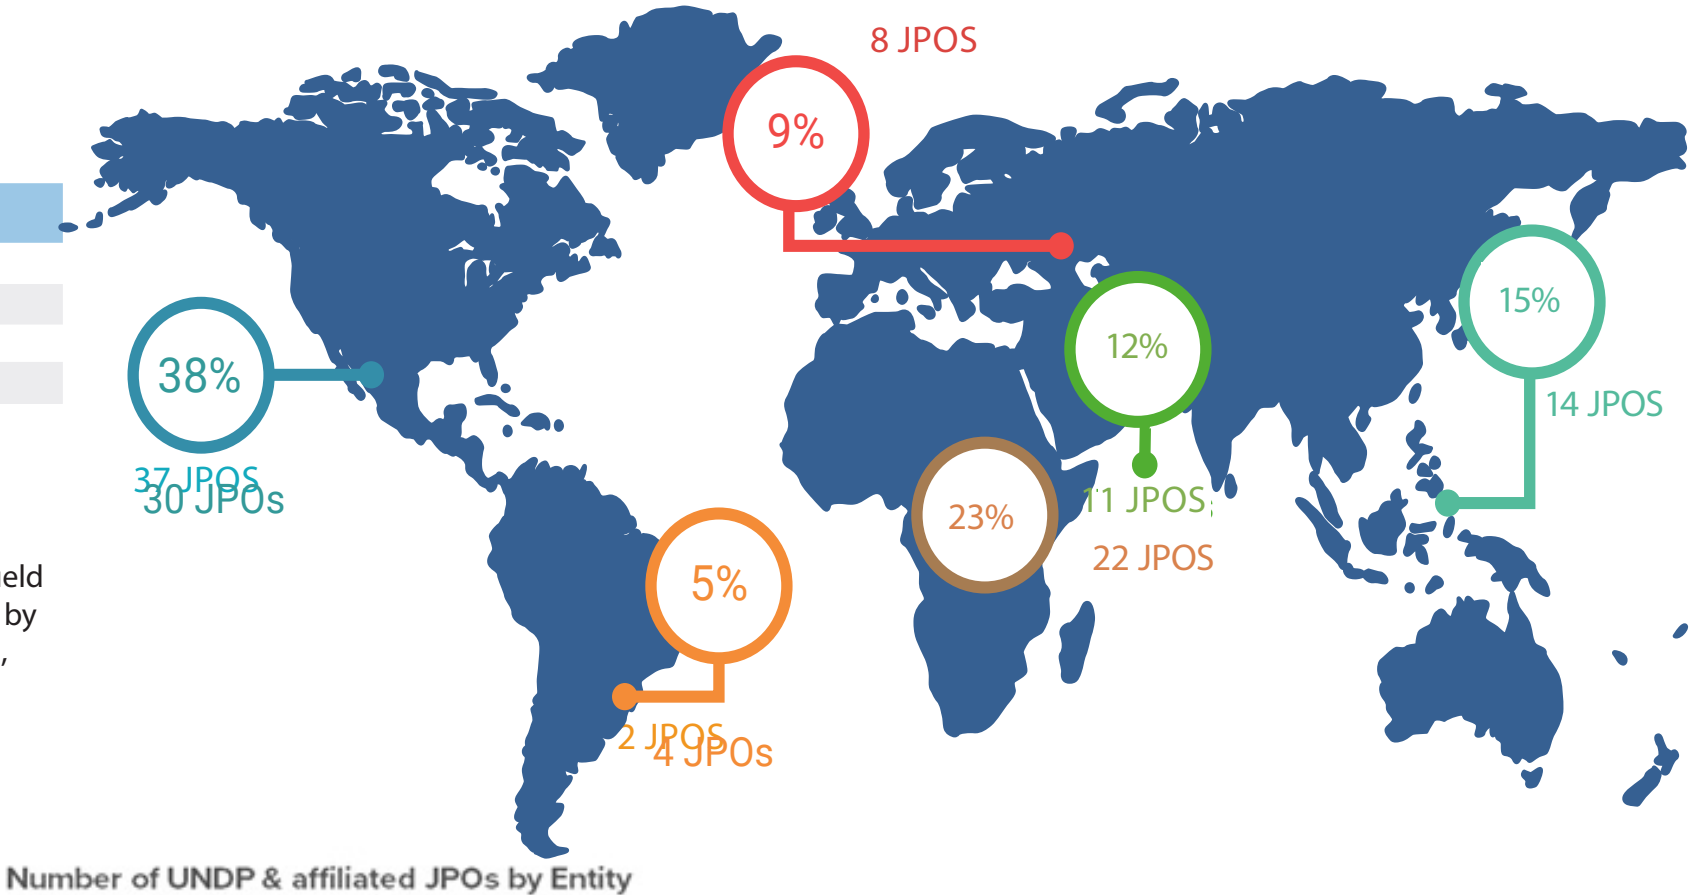 8 JPOS
9%
15%
12%
38%
14 JPOS
37 JPOS
30 JPOs
11 JPOS
23%
22 JPOS
eld
by
,
5%
2 JPOS
4 JPOs
Number of UNDP & affiliated JPOs by Entity